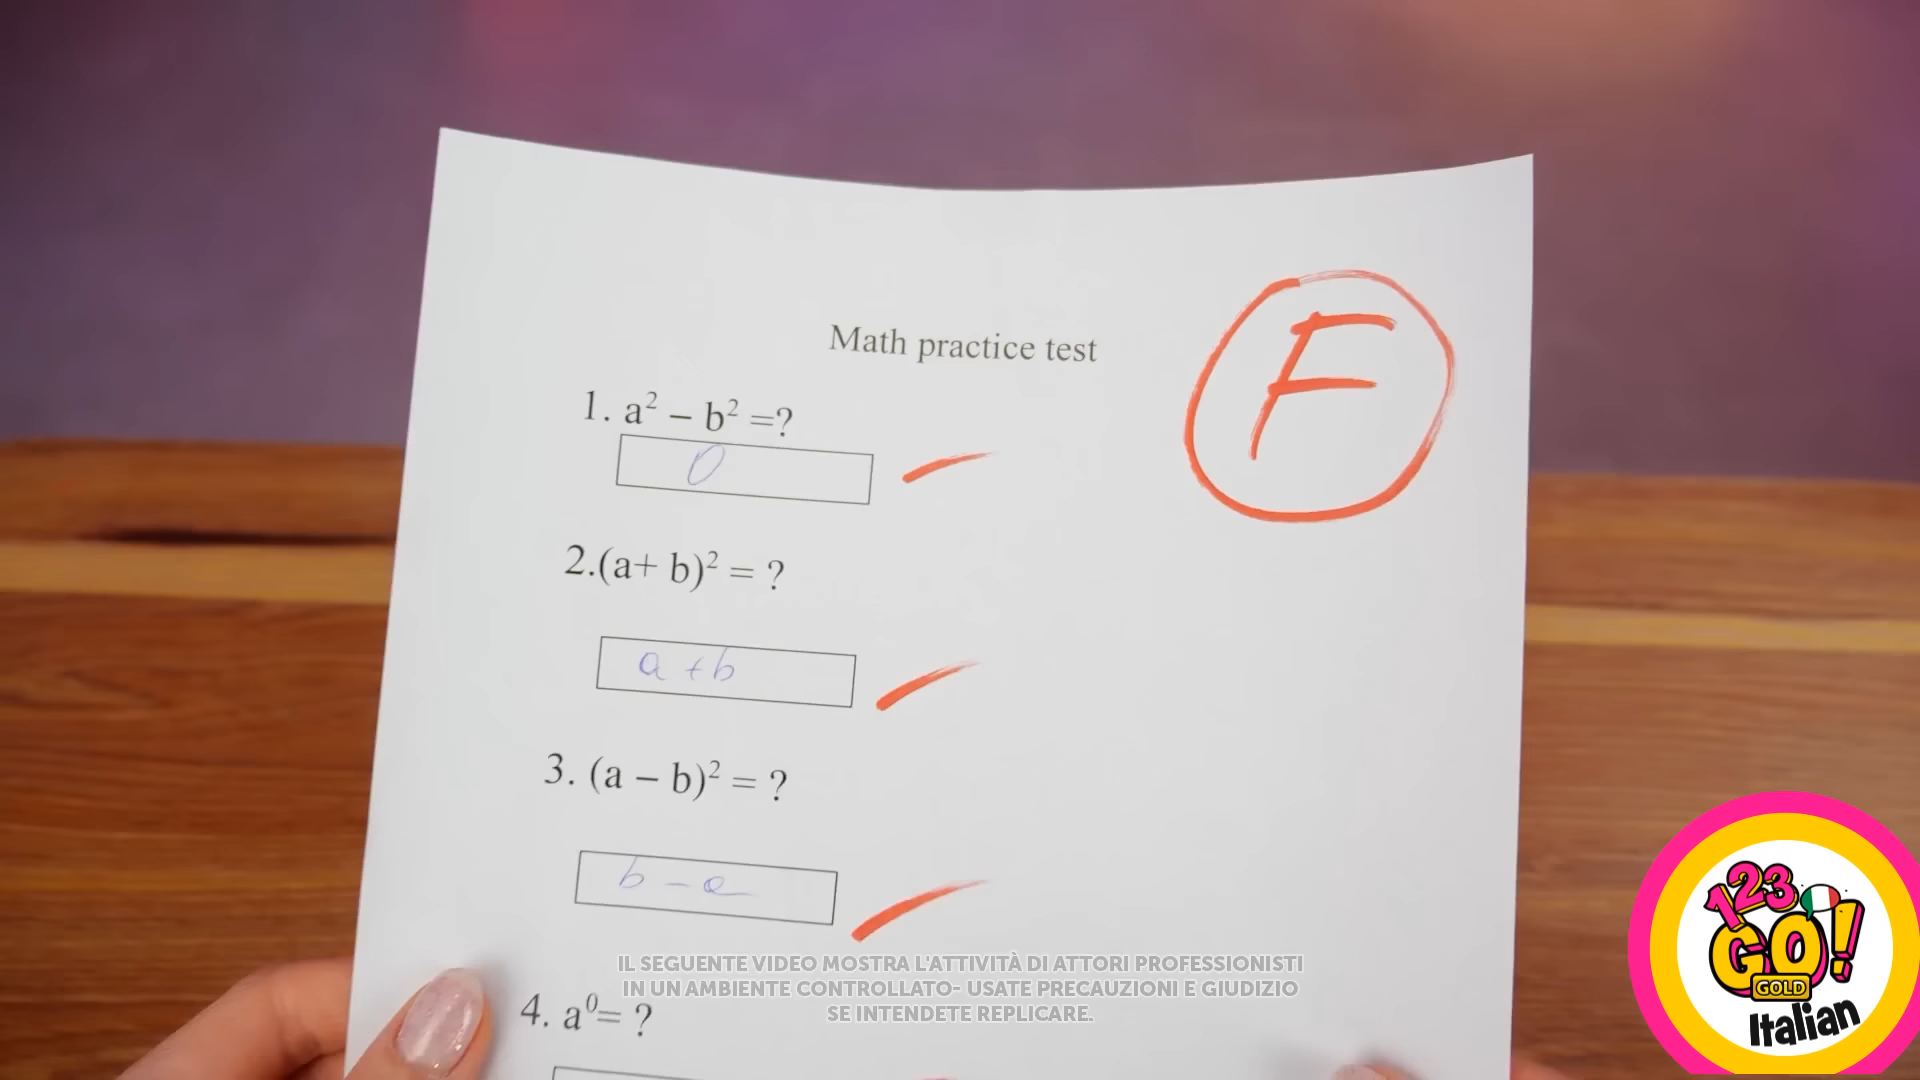 Math practice test
F
1. a² – b² =?
0
2.(a+ b)² = ?
a + b
3. (a – b)² = ?
b - a
4. a⁰= ?
IL SEGUENTE VIDEO MOSTRA L'ATTIVITÀ DI ATTORI PROFESSIONISTI
IN UN AMBIENTE CONTROLLATO- USATE PRECAUZIONI E GIUDIZIO
SE INTENDETE REPLICARE.
123
GO!
GOLD
Italian